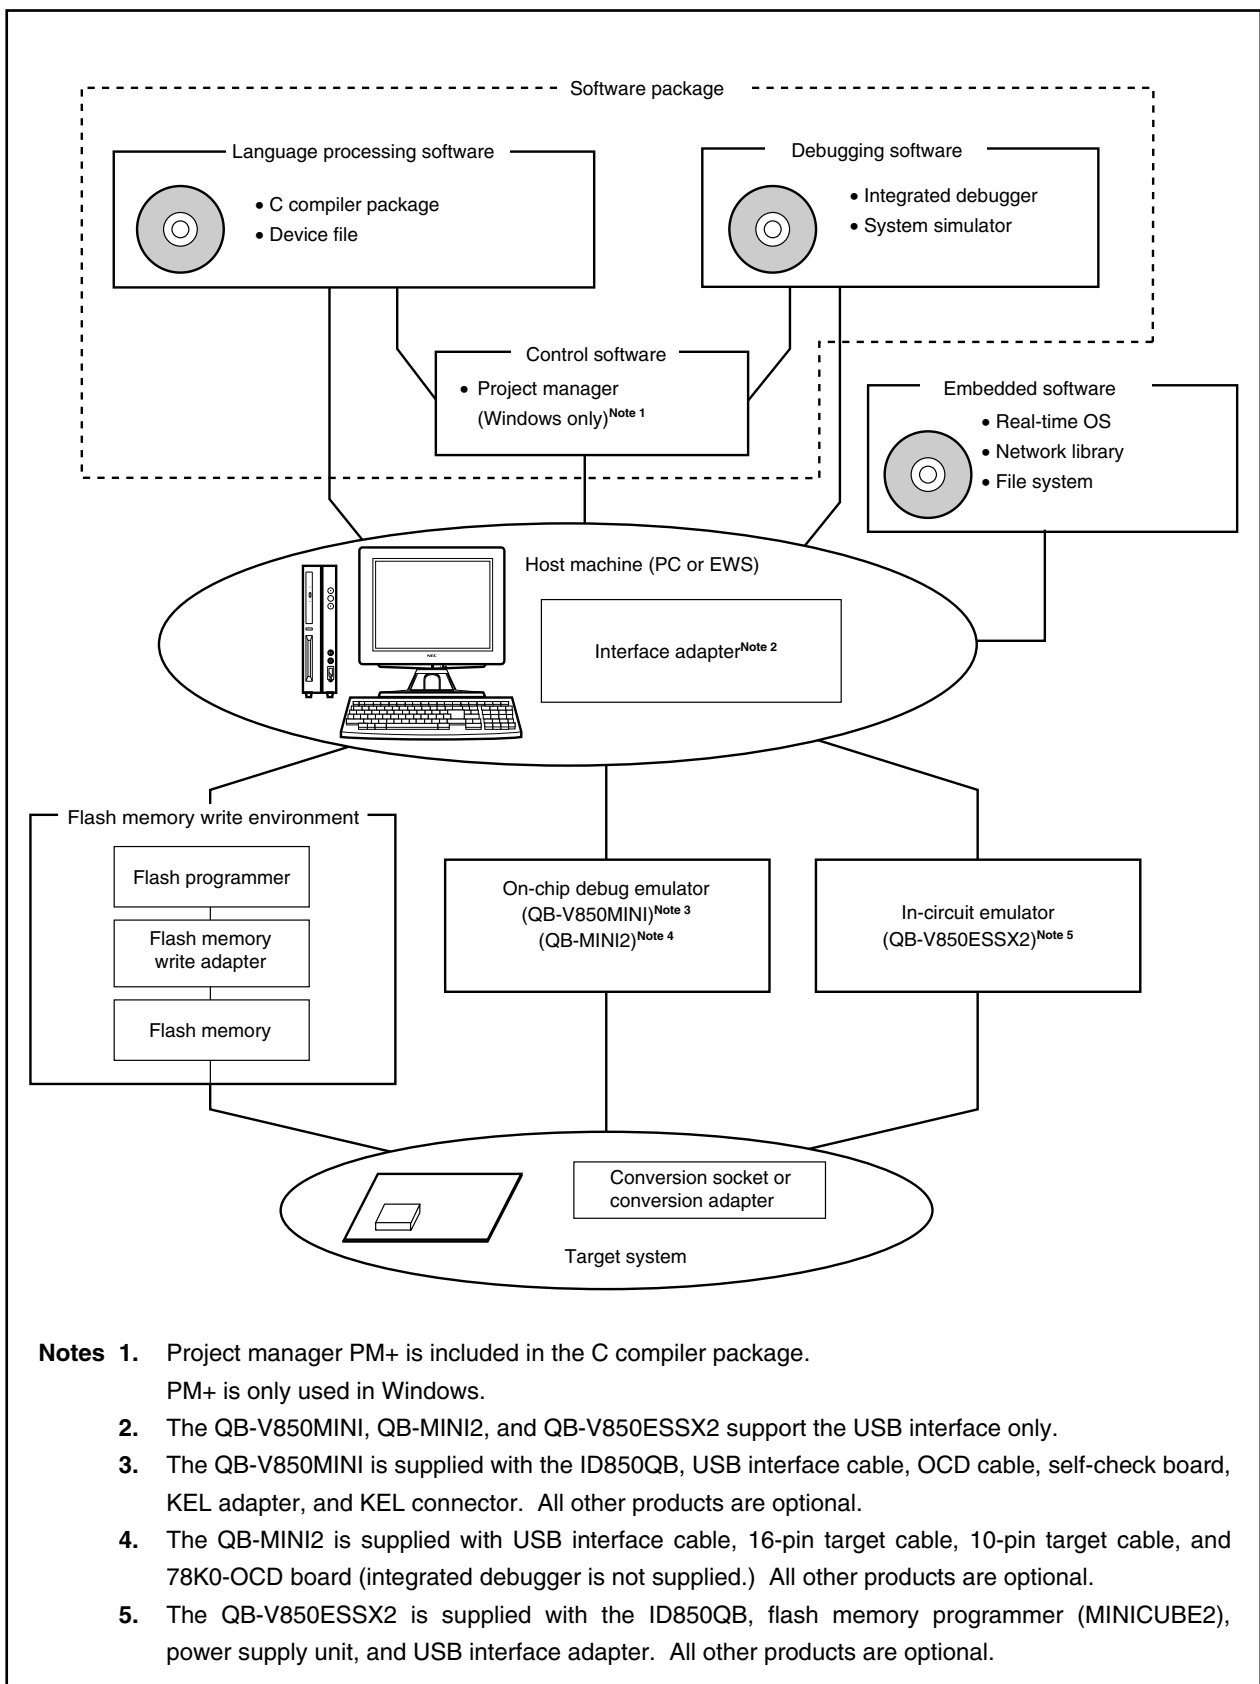 Software package
Language processing software
• C compiler package
• Device file
Debugging software
• Integrated debugger
• System simulator
Control software
• Project manager
(Windows only)Note 1
Embedded software
• Real-time OS
• Network library
• File system
Host machine (PC or EWS)
Interface adapterNote 2
NEC
Flash memory write environment
Flash programmer
Flash memory
write adapter
Flash memory
On-chip debug emulator
(QB-V850MINI)Note 3
(QB-MINI2)Note 4
In-circuit emulator
(QB-V850ESSX2)Note 5
Conversion socket or
conversion adapter
Target system
Notes 1. Project manager PM+ is included in the C compiler package.
PM+ is only used in Windows.
2. The QB-V850MINI, QB-MINI2, and QB-V850ESSX2 support the USB interface only.
3. The QB-V850MINI is supplied with the ID850QB, USB interface cable, OCD cable, self-check board,
KEL adapter, and KEL connector. All other products are optional.
4. The QB-MINI2 is supplied with USB interface cable, 16-pin target cable, 10-pin target cable, and
78K0-OCD board (integrated debugger is not supplied.) All other products are optional.
5. The QB-V850ESSX2 is supplied with the ID850QB, flash memory programmer (MINICUBE2),
power supply unit, and USB interface adapter. All other products are optional.